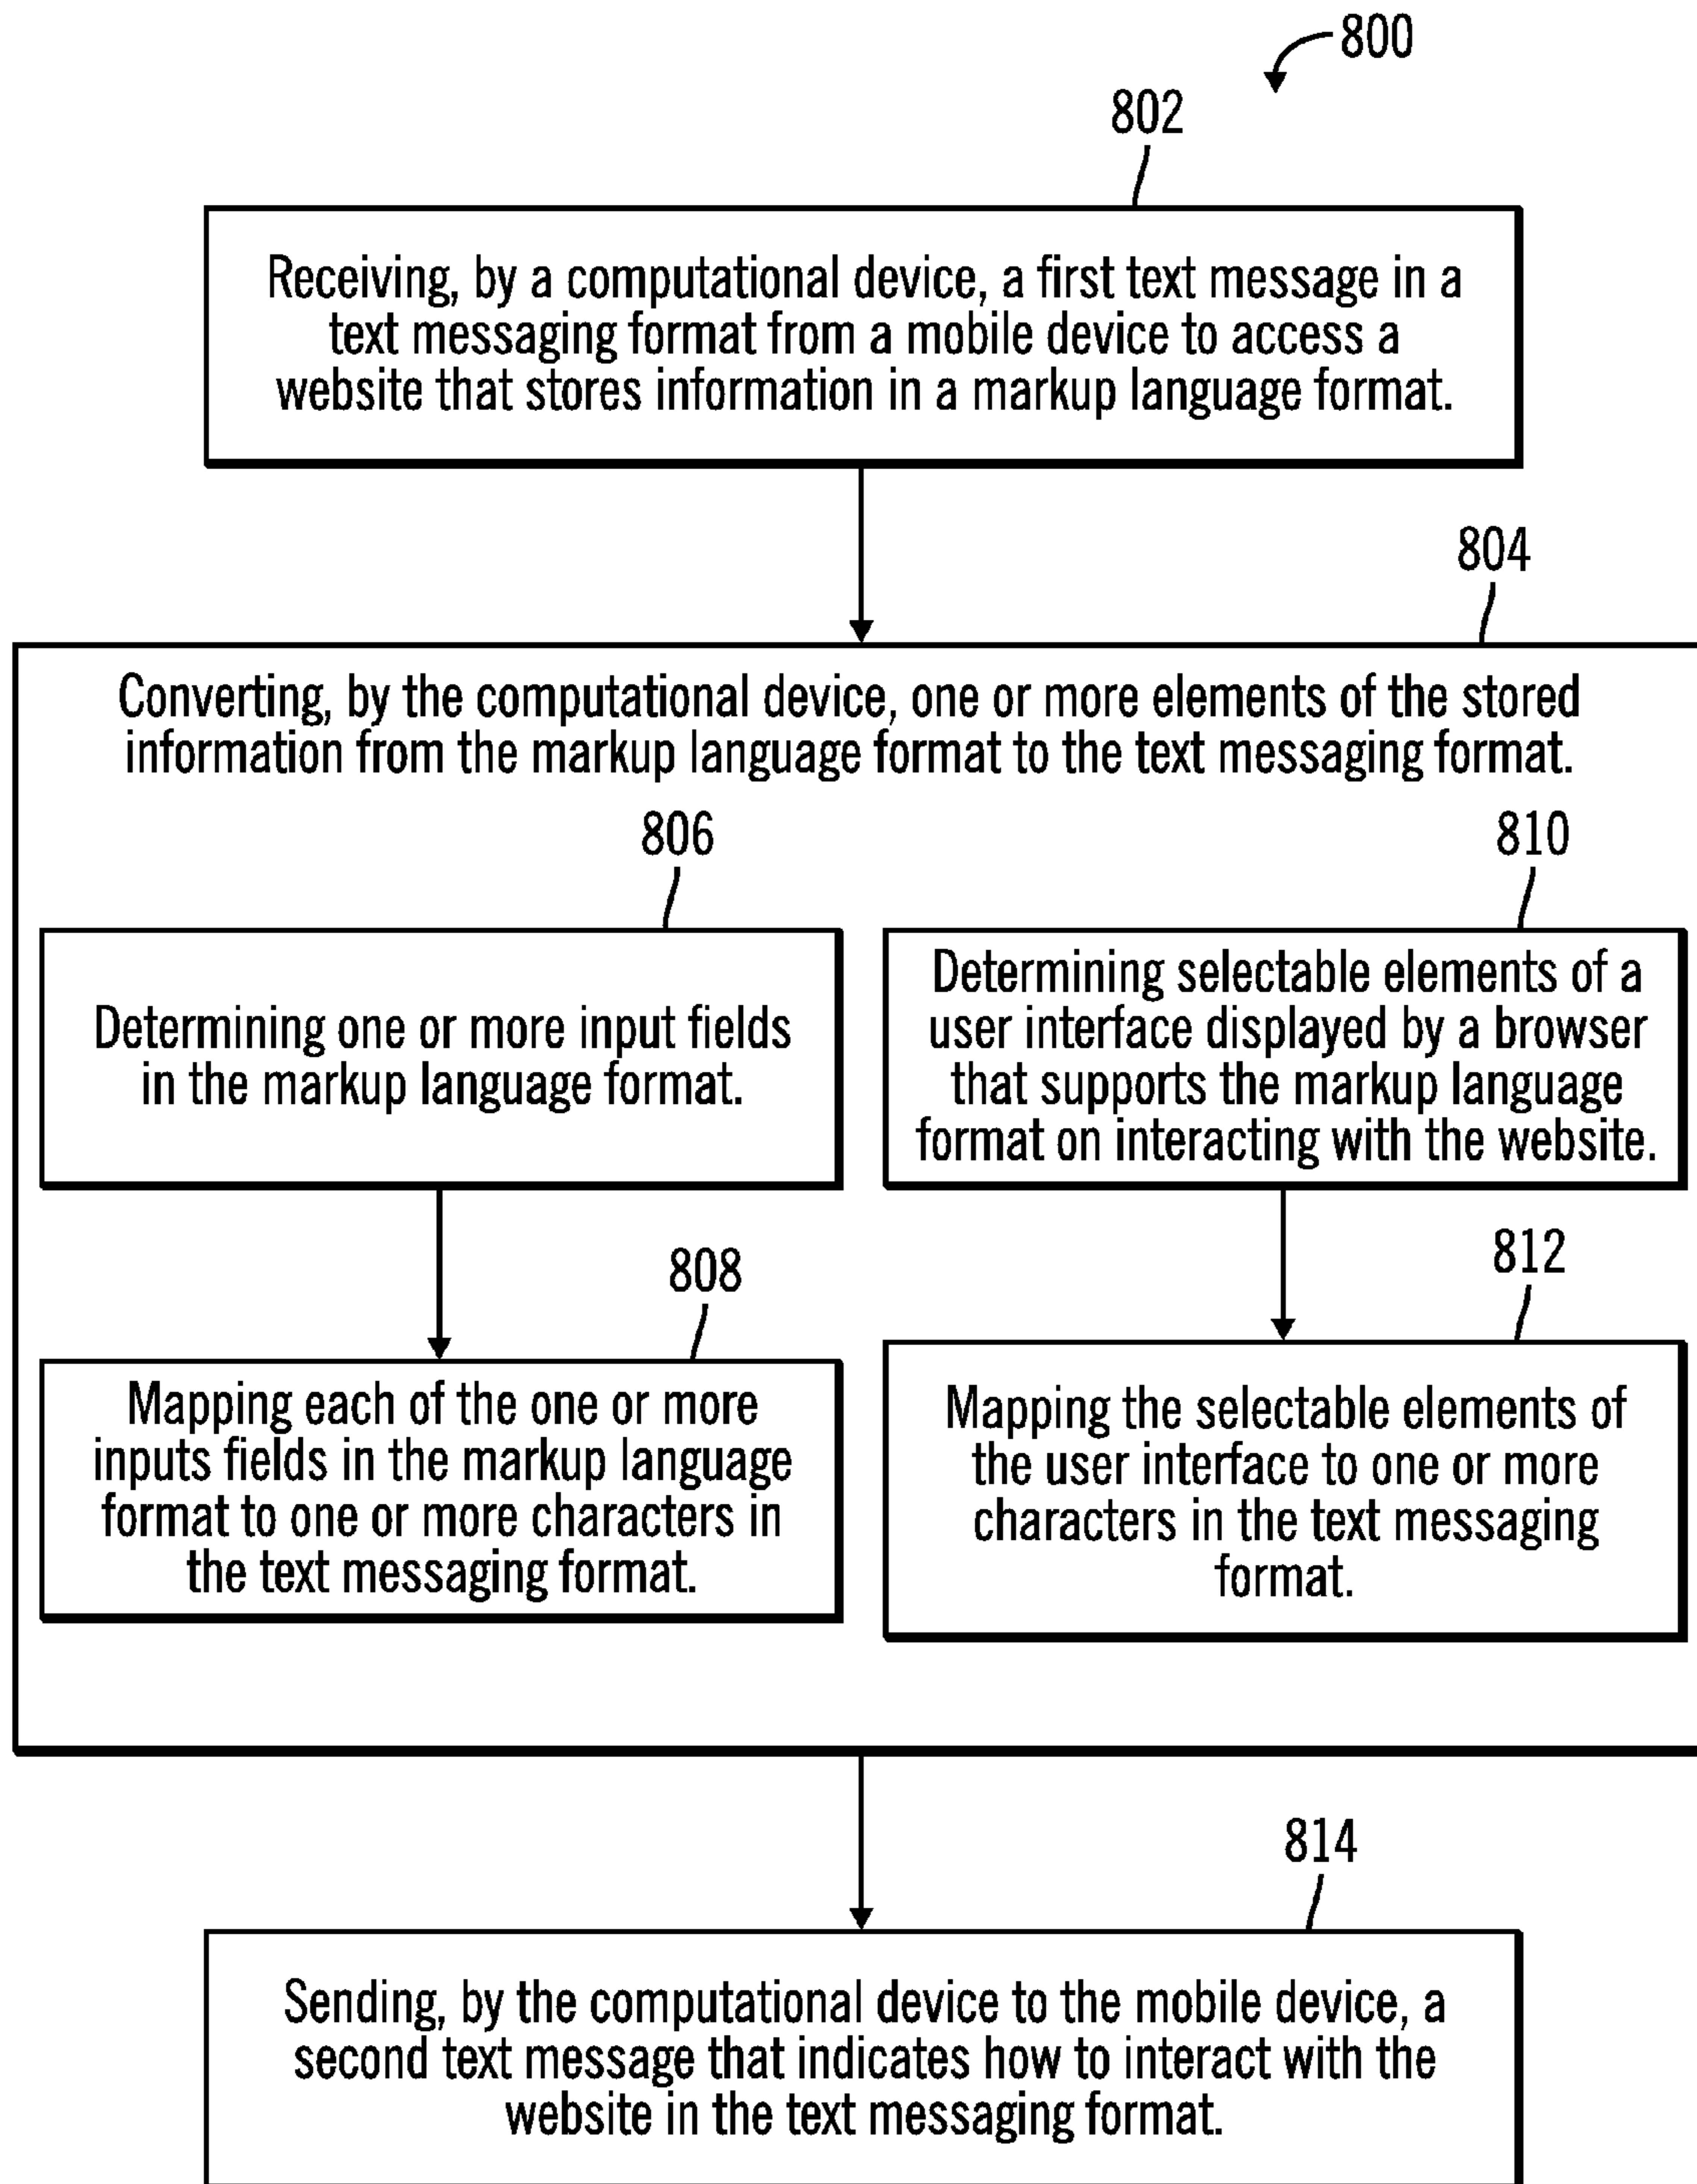 800
802
Receiving, by a computational device, a first text message in a
text messaging format from a mobile device to access a
website that stores information in a markup language format.
804
Converting, by the computational device, one or more elements of the stored
information from the markup language format to the text messaging format.
806
Determining one or more input fields
in the markup language format.
808
Mapping each of the one or more
inputs fields in the markup language
format to one or more characters in
the text messaging format.
810
Determining selectable elements of a
user interface displayed by a browser
that supports the markup language
format on interacting with the website.
812
Mapping the selectable elements of
the user interface to one or more
characters in the text messaging
format.
814
Sending, by the computational device to the mobile device, a
second text message that indicates how to interact with the
website in the text messaging format.